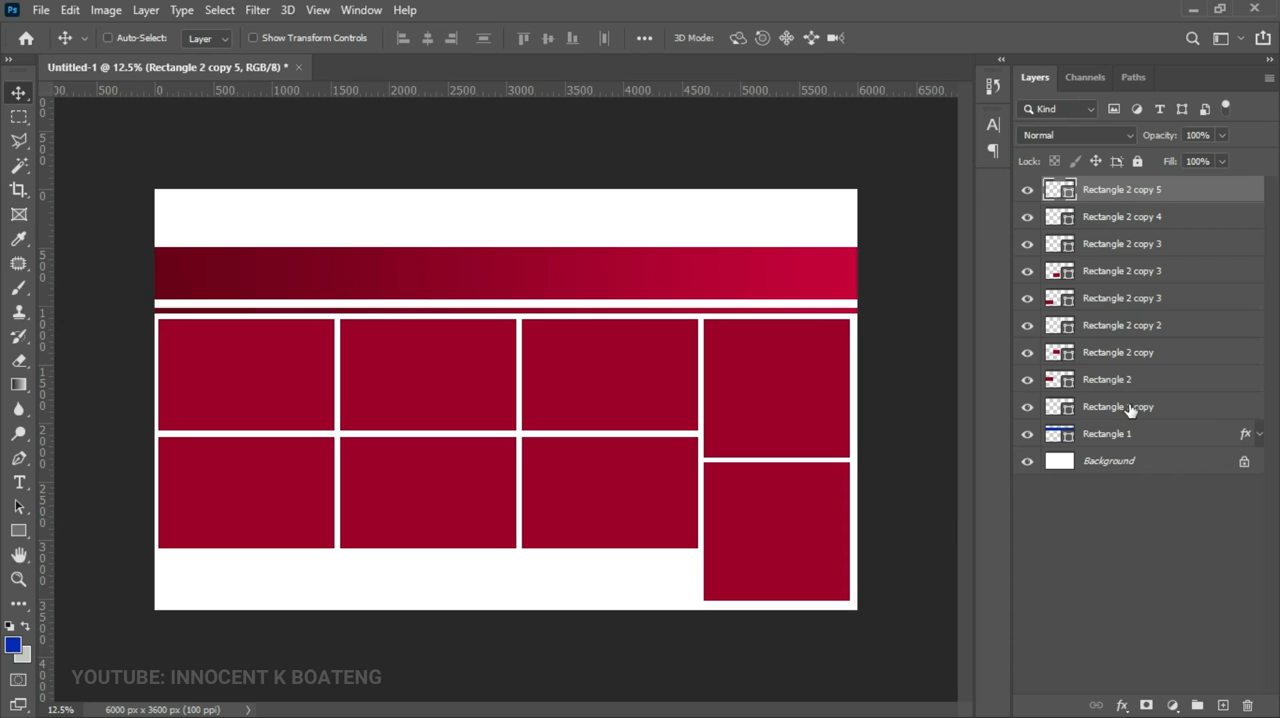 Ps File Edit Image Layer Type Select Filter 3D View Window Help
Auto-Select: Layer Show Transform Controls 3D Mode:
Untitled-1 @ 12.5% (Rectangle 2 copy 5, RGB/8) *
500 0 500 1000 1500 2000 2500 3000 3500 4000 4500 5000 5500 6000 6500
Layers Channels Paths
Kind
Normal Opacity: 100%
Lock: Fill: 100%
Rectangle 2 copy 5
Rectangle 2 copy 4
Rectangle 2 copy 3
Rectangle 2 copy 3
Rectangle 2 copy 3
Rectangle 2 copy 2
Rectangle 2 copy
Rectangle 2
Rectangle copy
Rectangle 1 fx
Background
YOUTUBE: INNOCENT K BOATENG
12.5% 6000 px x 3600 px (100 ppi)